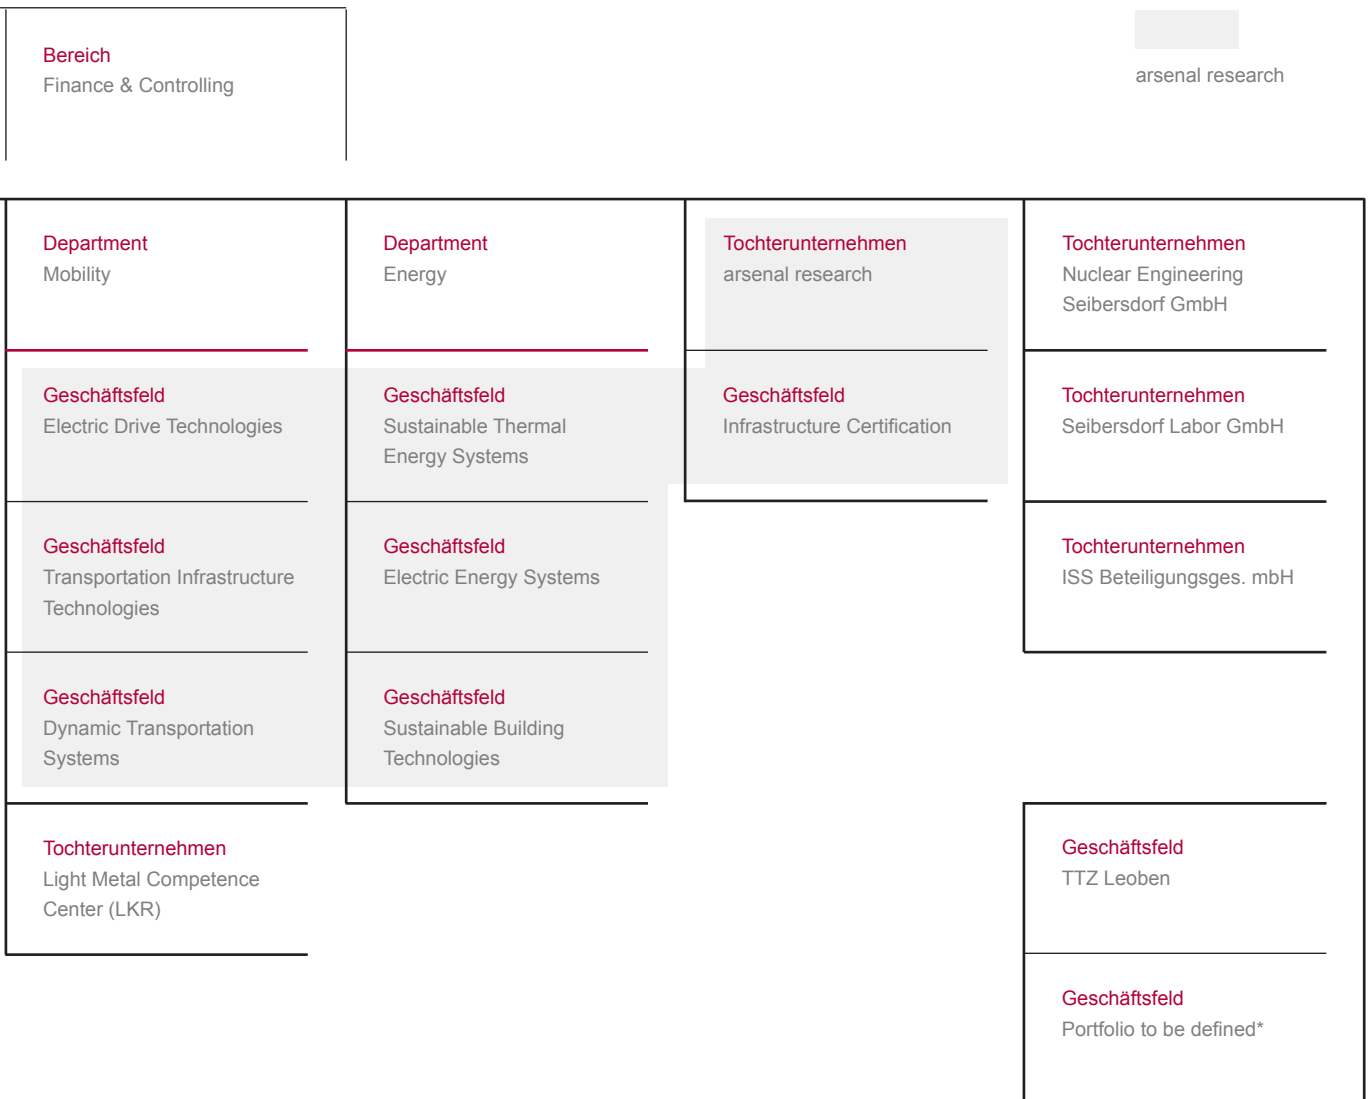 Bereich
Finance & Controlling
arsenal research
Department
Mobility
Department
Energy
Tochterunternehmen
arsenal research
Tochterunternehmen
Nuclear Engineering
Seibersdorf GmbH
Geschäftsfeld
Electric Drive Technologies
Geschäftsfeld
Sustainable Thermal
Energy Systems
Geschäftsfeld
Infrastructure Certification
Tochterunternehmen
Seibersdorf Labor GmbH
Geschäftsfeld
Transportation Infrastructure
Technologies
Geschäftsfeld
Electric Energy Systems
Tochterunternehmen
ISS Beteiligungsges. mbH
Geschäftsfeld
Dynamic Transportation
Systems
Geschäftsfeld
Sustainable Building
Technologies
Tochterunternehmen
Light Metal Competence
Center (LKR)
Geschäftsfeld
TTZ Leoben
Geschäftsfeld
Portfolio to be defined*